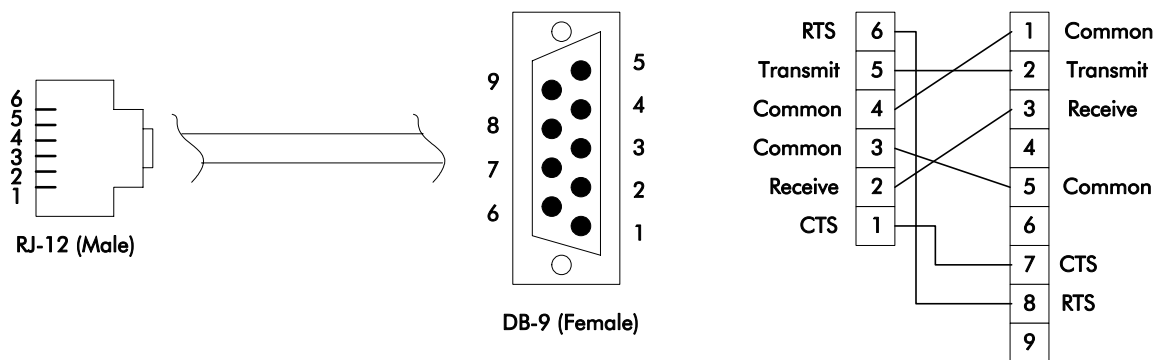 6
5
4
3
2
1
RJ-12 (Male)
9
8
7
6
5
4
3
2
1
DB-9 (Female)
RTS 6
Transmit 5
Common 4
Common 3
Receive 2
CTS 1
1 Common
2 Transmit
3 Receive
4
5 Common
6
7 CTS
8 RTS
9